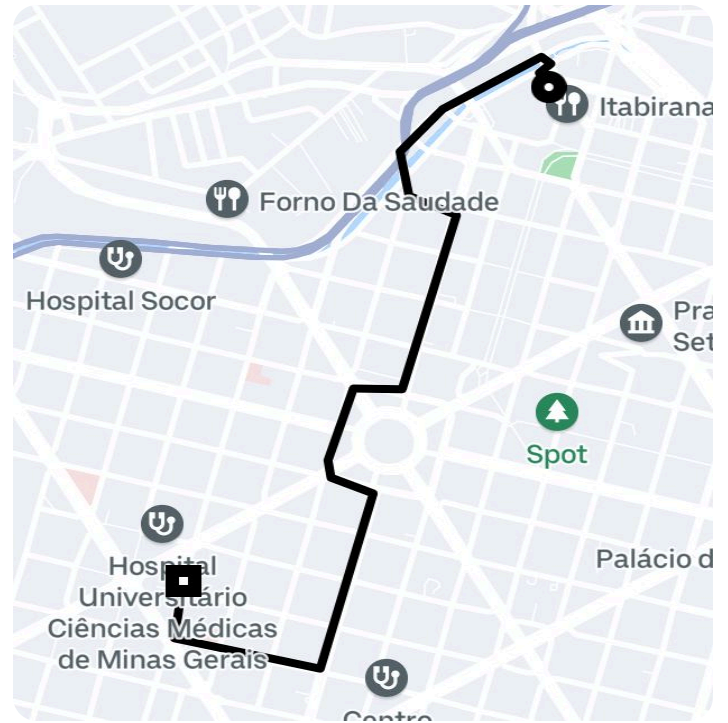 Itabirana
Forno Da Saudade
Hospital Socor
Pra
Set
Spot
Palácio d
Hospital
Universitário
Ciências Médicas
de Minas Gerais
Centro